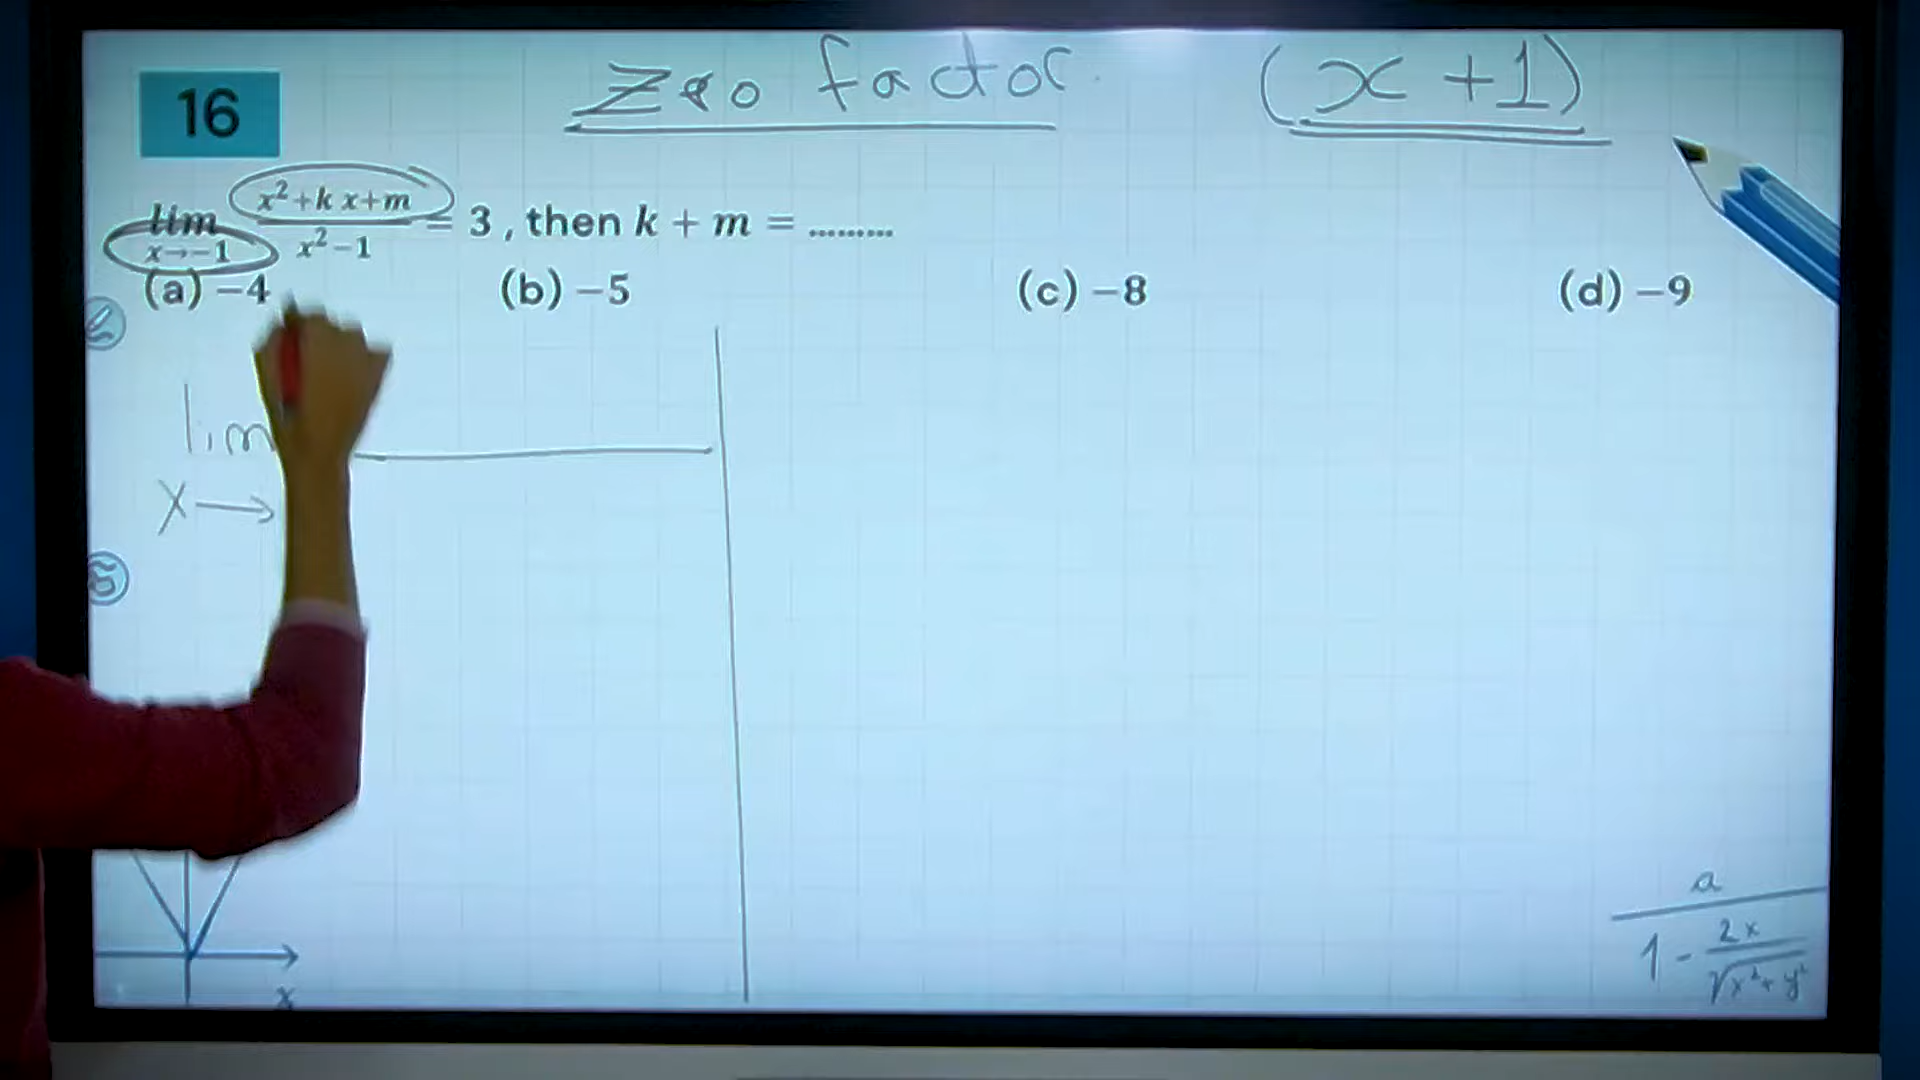 Zero factor (x + 1)
16
lim x→−1 (x² + k x + m)/(x² − 1) = 3 , then k + m = .........
(a) −4 (b) −5 (c) −8 (d) −9
lim
x →
a
1 - 2x
√x² + y²
x